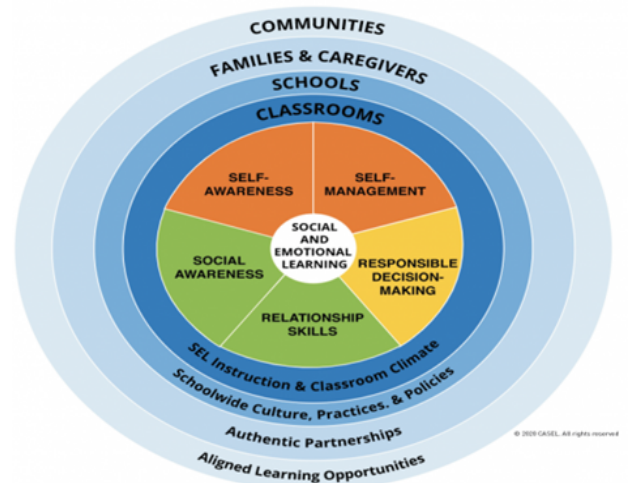 COMMUNITIES
FAMILIES & CAREGIVERS
SCHOOLS
CLASSROOMS
SELF-
AWARENESS
SELF-
MANAGEMENT
SOCIAL
AND
EMOTIONAL
LEARNING
SOCIAL
AWARENESS
RESPONSIBLE
DECISION-
MAKING
RELATIONSHIP
SKILLS
SEL Instruction & Classroom Climate
Schoolwide Culture, Practices. & Policies
Authentic Partnerships
Aligned Learning Opportunities
© 2020 CASEL. All rights reserved